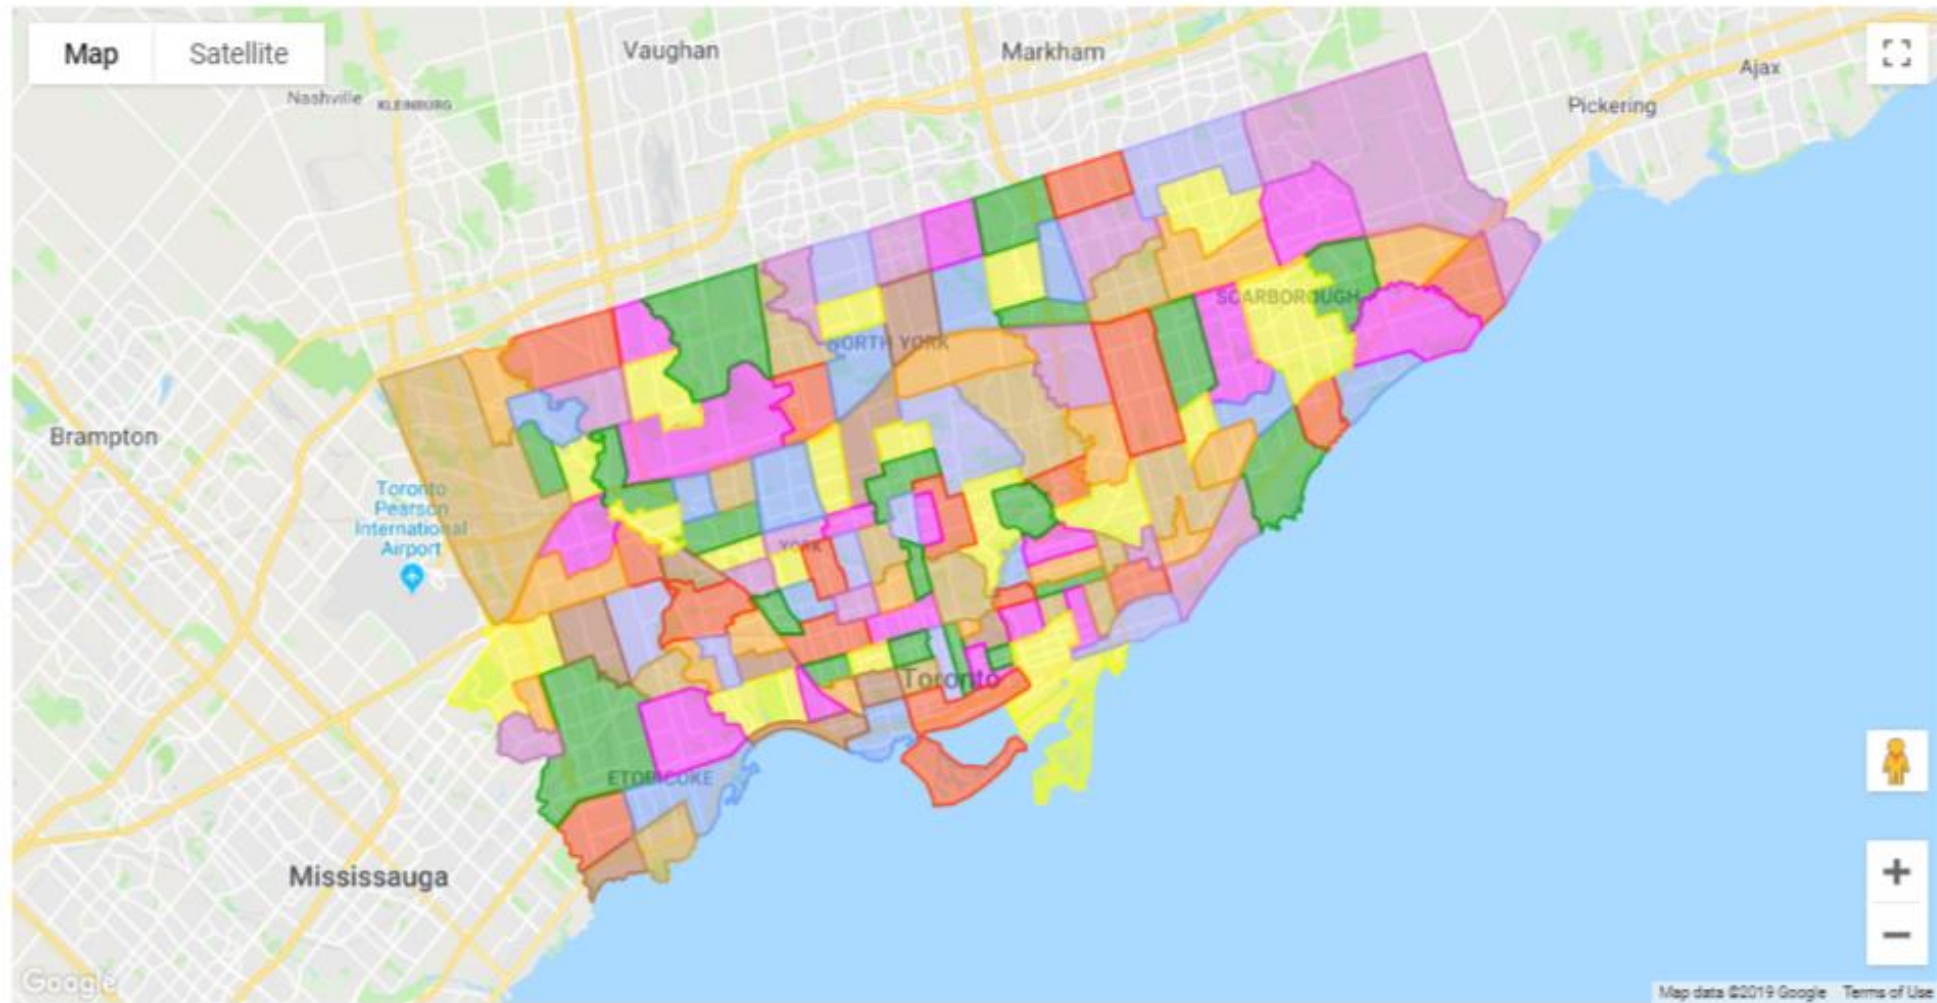 Map
Satellite
Vaughan
Markham
Ajax
Nashville
KLEINBURG
Pickering
SCARBOROUGH
NORTH YORK
Brampton
Toronto
Pearson
International
Airport
YORK
Toronto
ETOBICOKE
Mississauga
+
−
Google
Map data ©2019 Google Terms of Use